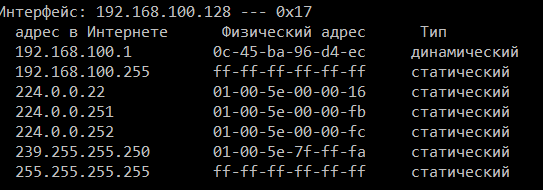 Интерфейс: 192.168.100.128 --- 0x17
адрес в Интернете Физический адрес Тип
192.168.100.1 0c-45-ba-96-d4-ec динамический
192.168.100.255 ff-ff-ff-ff-ff-ff статический
224.0.0.22 01-00-5e-00-00-16 статический
224.0.0.251 01-00-5e-00-00-fb статический
224.0.0.252 01-00-5e-00-00-fc статический
239.255.255.250 01-00-5e-7f-ff-fa статический
255.255.255.255 ff-ff-ff-ff-ff-ff статический